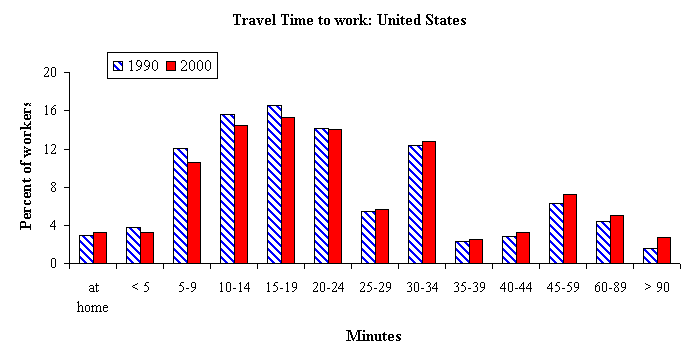 Travel Time to work: United States
1990 2000
Percent of workers
20
16
12
8
4
0
at home < 5 5-9 10-14 15-19 20-24 25-29 30-34 35-39 40-44 45-59 60-89 > 90
Minutes